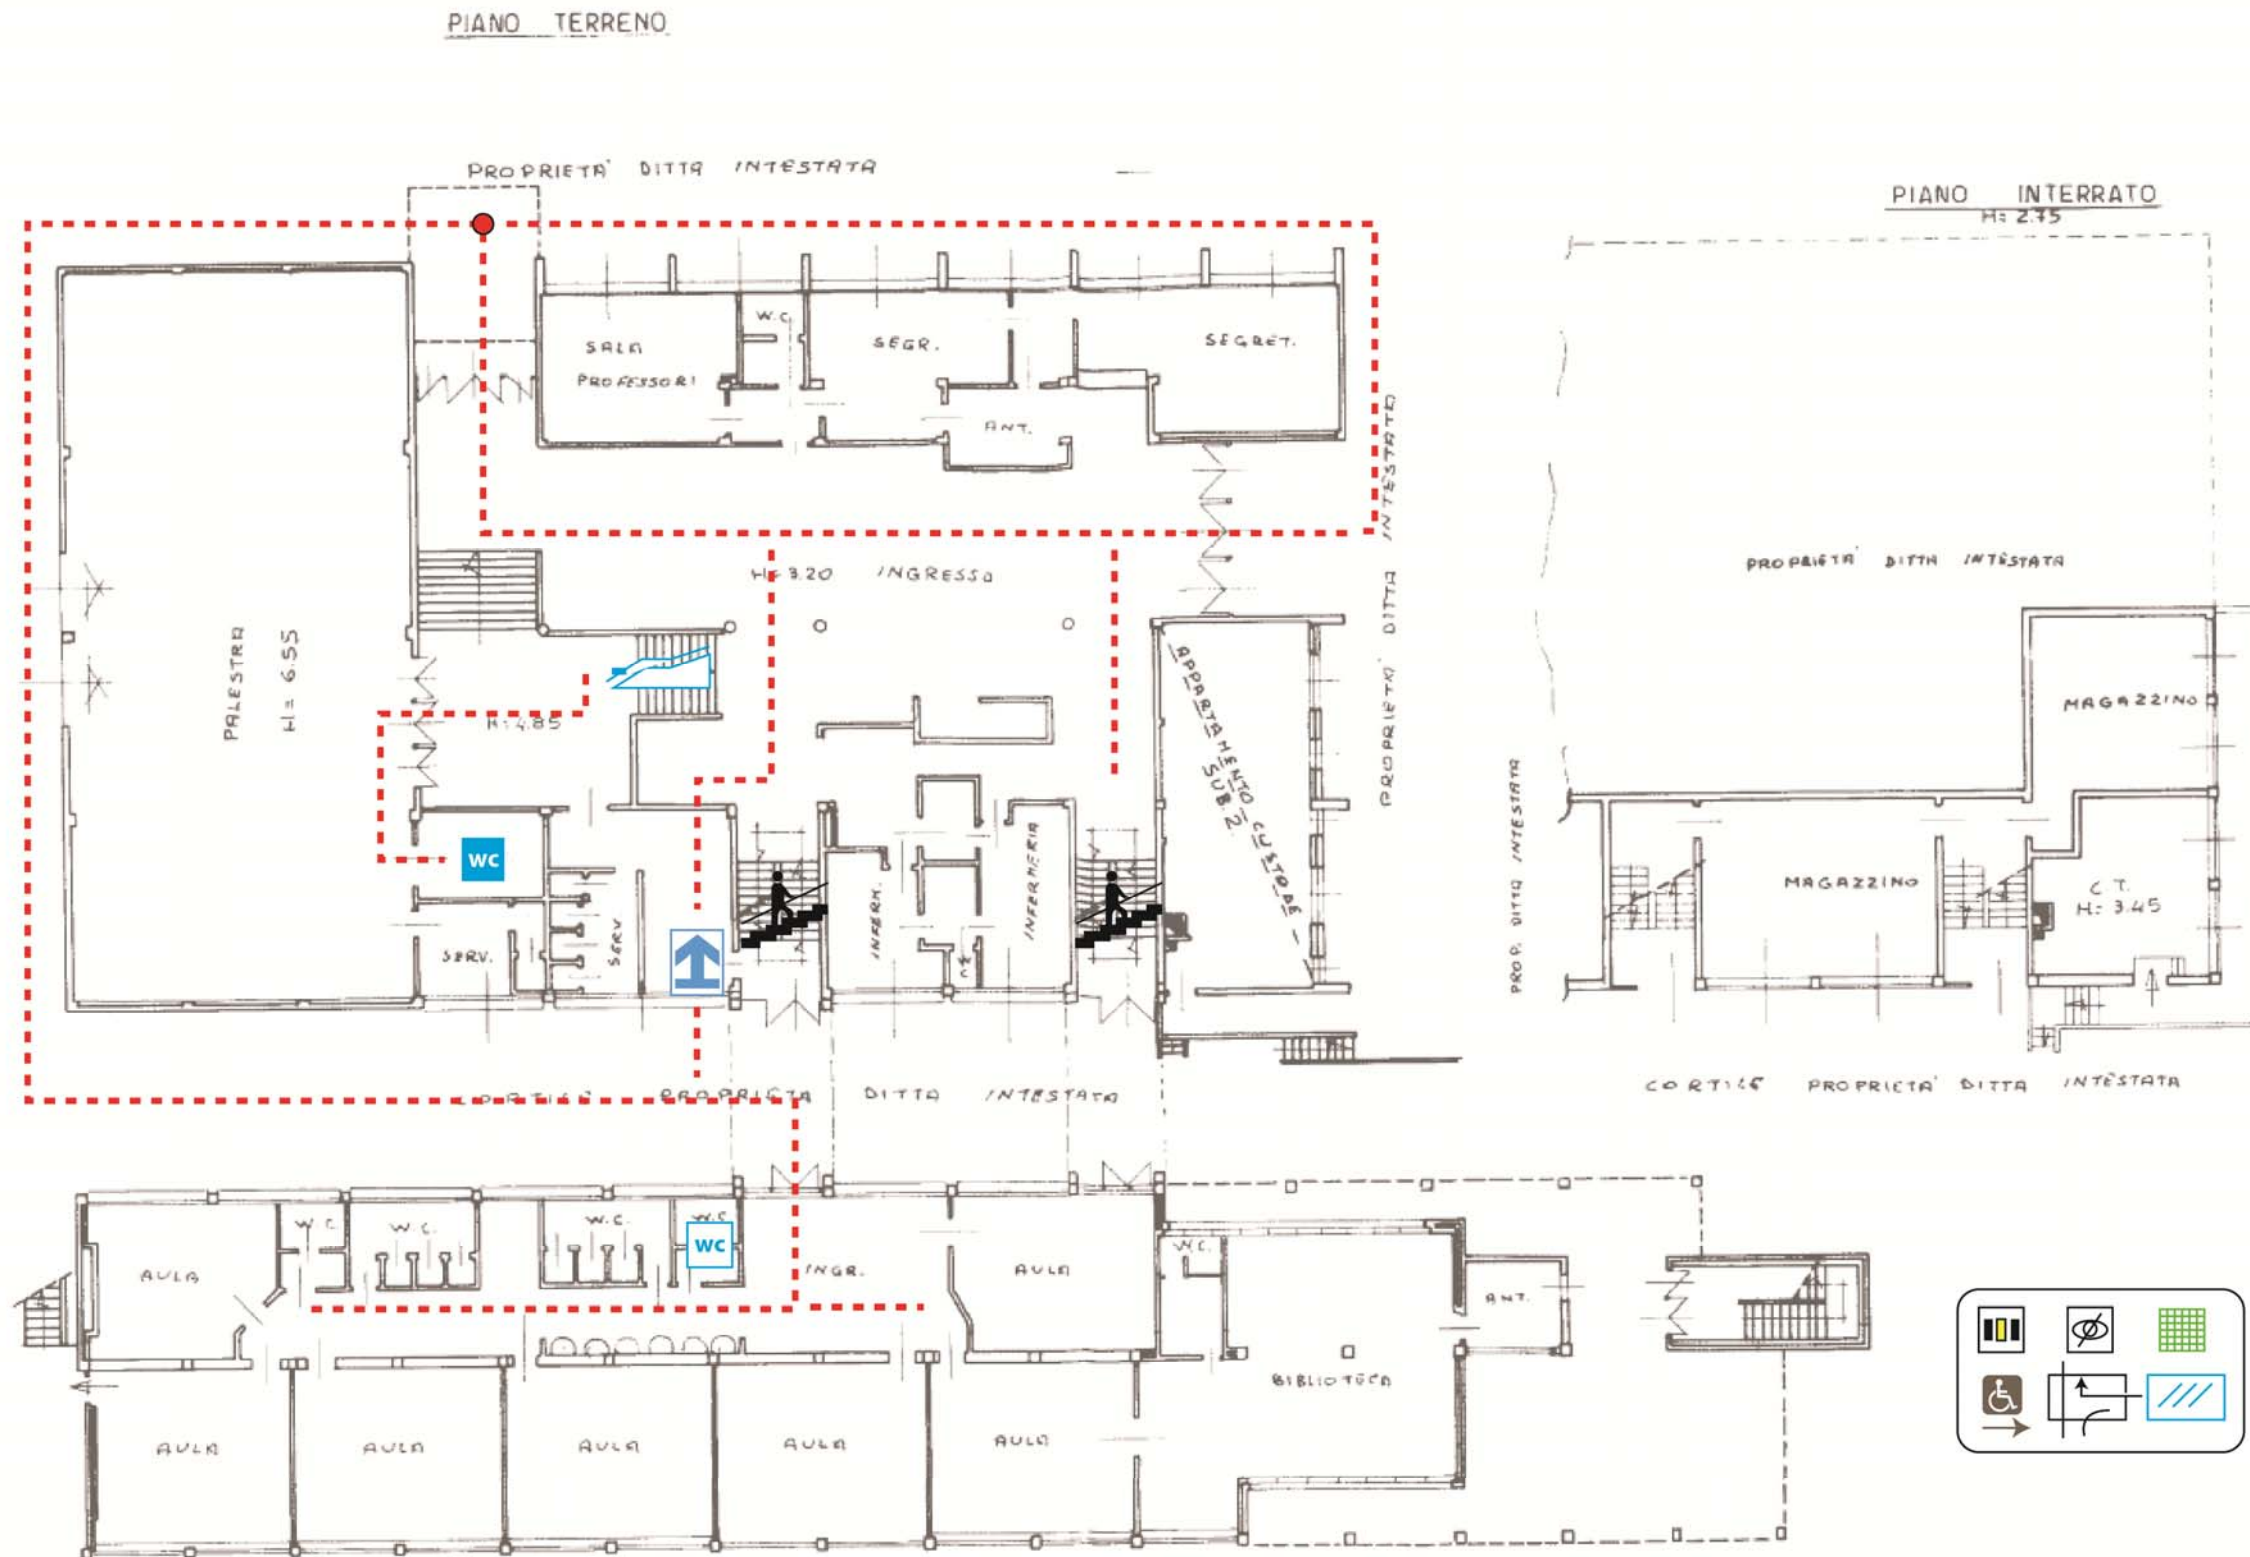 PIANO TERRENO
PROPRIETA' DITTA INTESTATA
PIANO INTERRATO
H= 2.75
W.C.
SALA
PROFESSORI
SEGR.
SEGRET.
ANT.
PROPRIETA' DITTA INTESTATA
H= 3.20 INGRESSO
PROPRIETA' DITTA INTESTATA
PALESTRA
H= 6.55
H= 4.85
APPARTAMENTO CUSTODE
SUB. 2
MAGAZZINO
PROP. DITTA INTESTATA
WC
SERV.
SERV
INFERM.
INFERMERIA
MAGAZZINO
C.T.
H= 3.45
CORTILE PROPRIETA' DITTA INTESTATA
CORTILE PROPRIETA' DITTA INTESTATA
AULA
W.C.
W.C.
W.C.
W.C
WC
INGR.
AULA
W.C.
ANT.
BIBLIOTECA
AULA
AULA
AULA
AULA
AULA